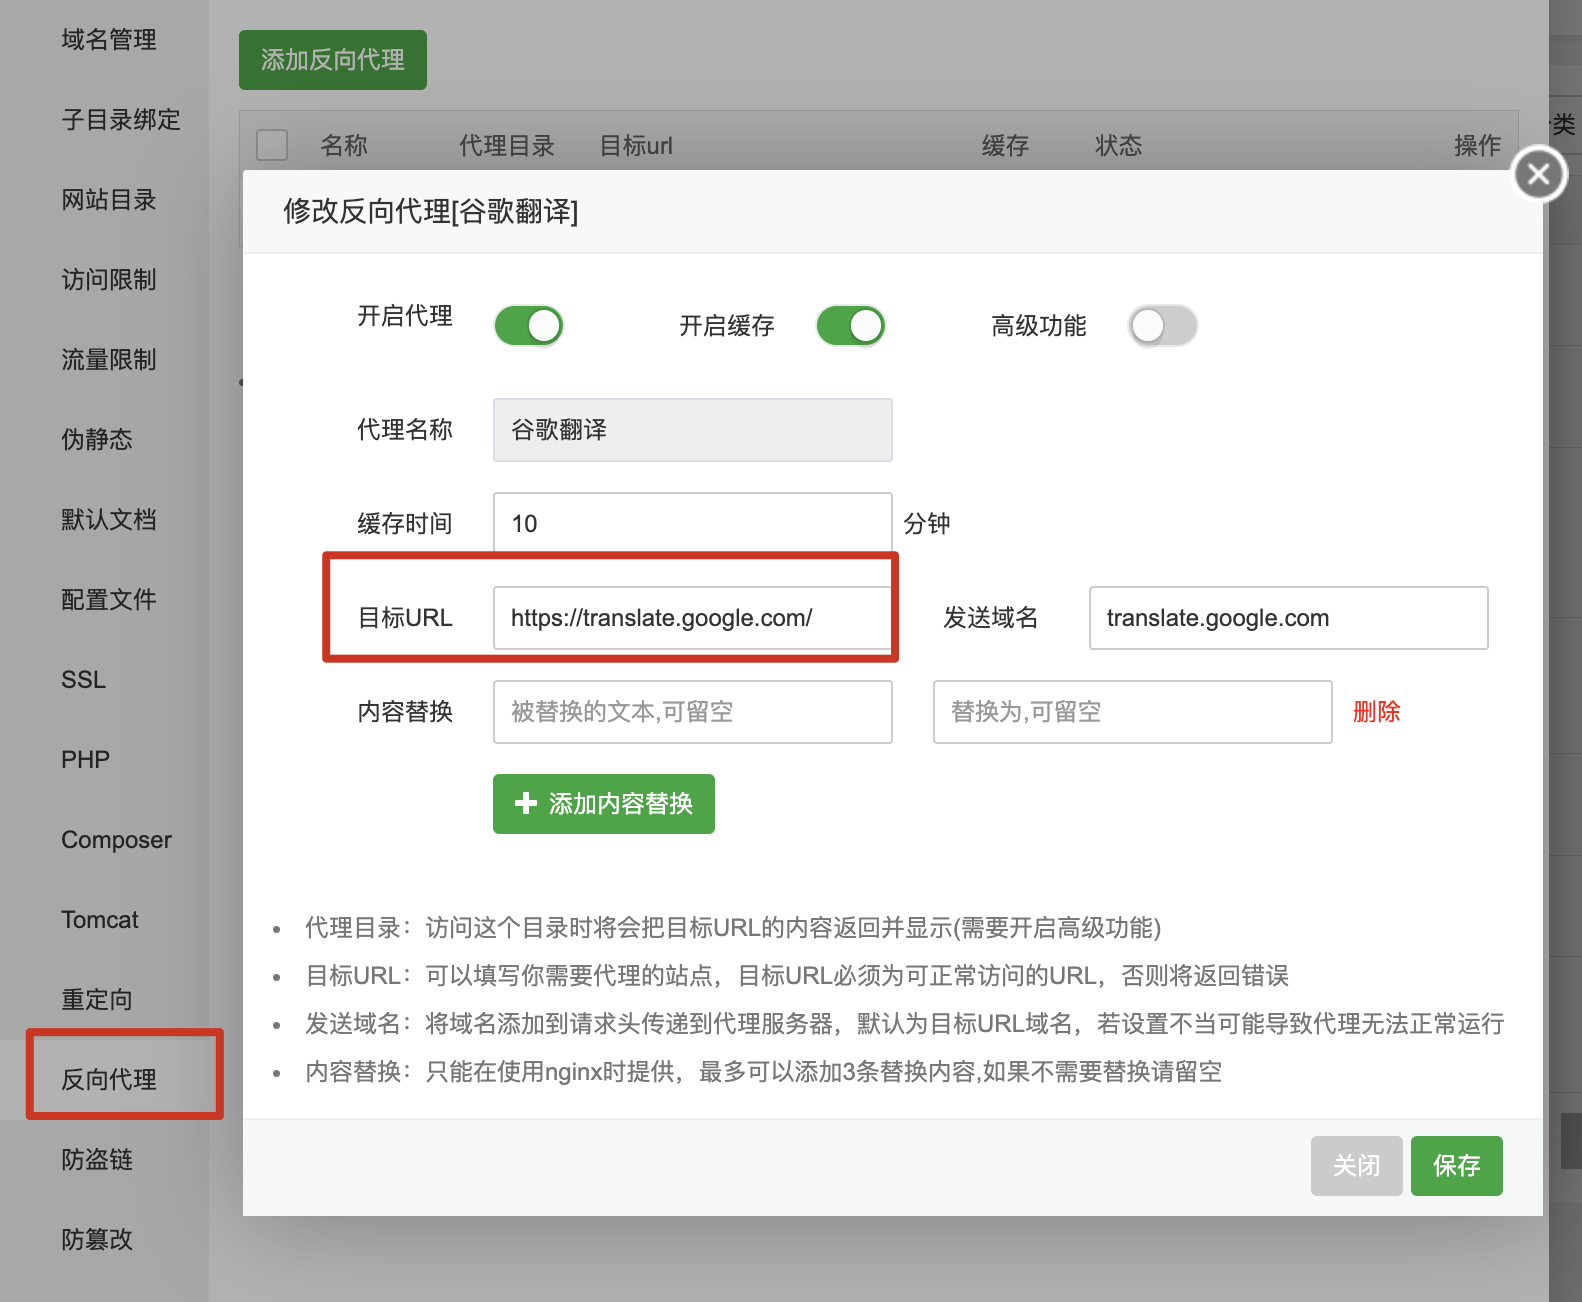 域名管理
子目录绑定
网站目录
访问限制
流量限制
伪静态
默认文档
配置文件
SSL
PHP
Composer
Tomcat
重定向
反向代理
防盗链
防篡改
添加反向代理
名称 代理目录 目标url 缓存 状态 操作
类
修改反向代理[谷歌翻译]
开启代理 开启缓存 高级功能
代理名称 谷歌翻译
缓存时间 10 分钟
目标URL https://translate.google.com/ 发送域名 translate.google.com
内容替换 被替换的文本,可留空 替换为,可留空 删除
添加内容替换
代理目录：访问这个目录时将会把目标URL的内容返回并显示(需要开启高级功能)
目标URL：可以填写你需要代理的站点，目标URL必须为可正常访问的URL，否则将返回错误
发送域名：将域名添加到请求头传递到代理服务器，默认为目标URL域名，若设置不当可能导致代理无法正常运行
内容替换：只能在使用nginx时提供，最多可以添加3条替换内容,如果不需要替换请留空
关闭 保存